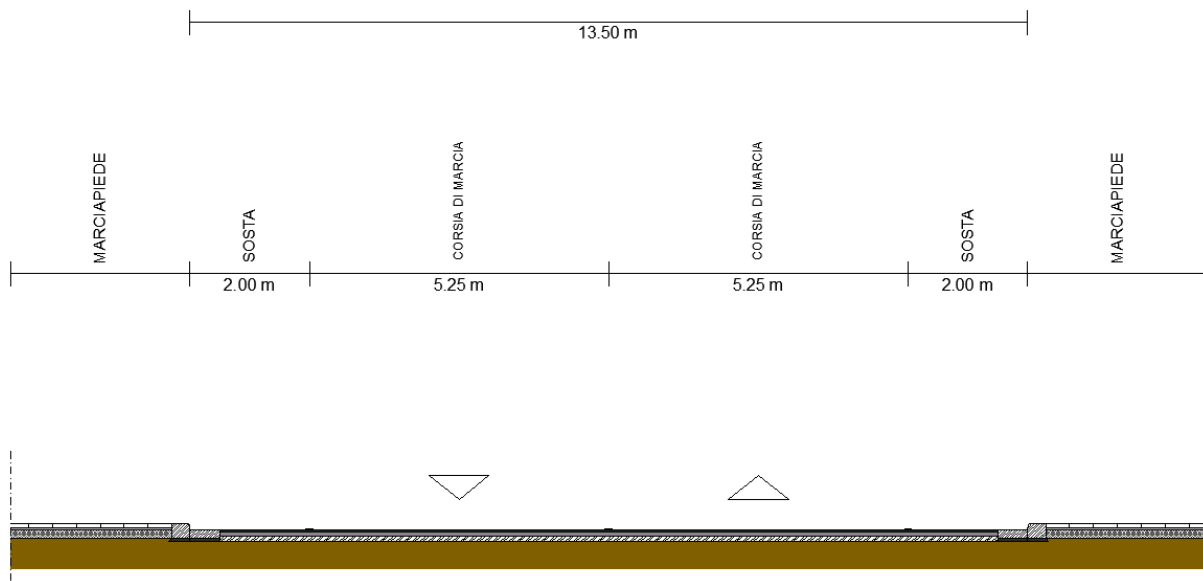 13.50 m
MARCIAPIEDE
SOSTA
CORSIA DI MARCIA
CORSIA DI MARCIA
SOSTA
MARCIAPIEDE
2.00 m
5.25 m
5.25 m
2.00 m